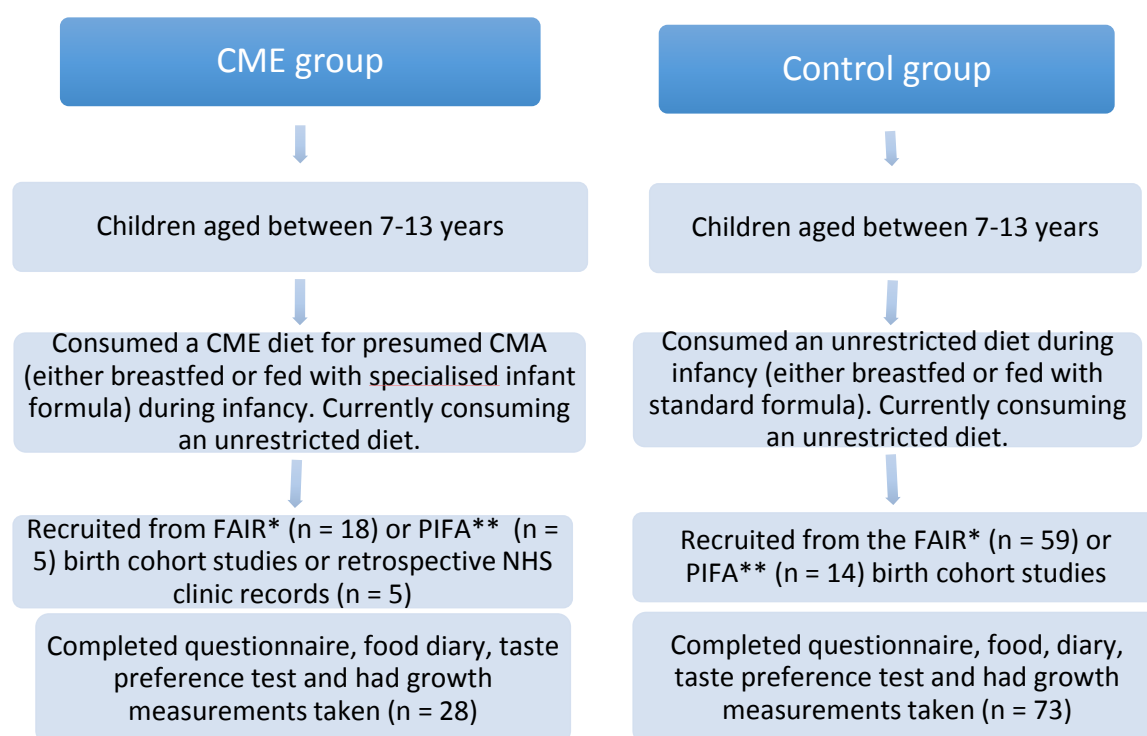 CME group
Children aged between 7-13 years
Consumed a CME diet for presumed CMA
(either breastfed or fed with specialised infant
formula) during infancy. Currently consuming
an unrestricted diet.
Recruited from FAIR* (n = 18) or PIFA** (n =
5) birth cohort studies or retrospective NHS
clinic records (n = 5)
Completed questionnaire, food diary, taste
preference test and had growth
measurements taken (n = 28)
Control group
Children aged between 7-13 years
Consumed an unrestricted diet during
infancy (either breastfed or fed with
standard formula). Currently consuming
an unrestricted diet.
Recruited from the FAIR* (n = 59) or
PIFA** (n = 14) birth cohort studies
Completed questionnaire, food, diary,
taste preference test and had growth
measurements taken (n = 73)